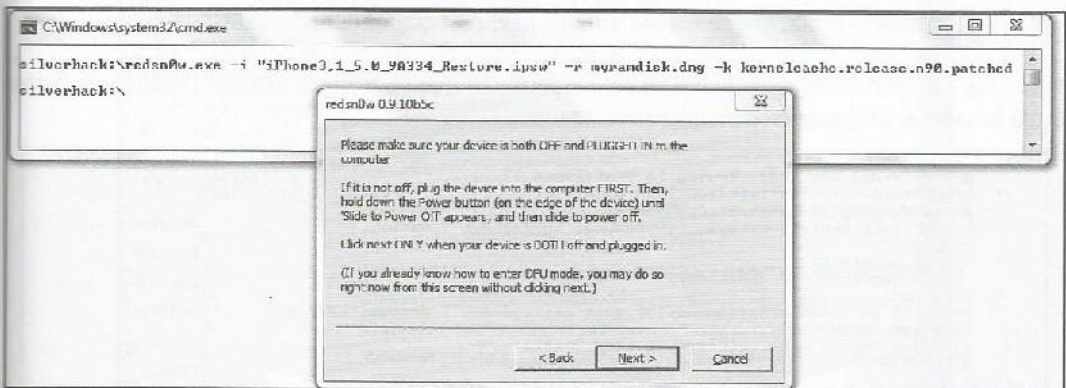 C:\Windows\system32\cmd.exe
silverhack:\redsn0w.exe -i "iPhone3,1_5.0_9A334_Restore.ipsw" -r myramdisk.dmg -k kernelcache.release.n90.patched
silverhack:\
redsn0w 0.9.10b5c
Please make sure your device is both OFF and PLUGGED IN to the
computer
If it is not off, plug the device into the computer FIRST. Then,
hold down the Power button (on the edge of the device) until
'Slide to Power Off' appears, and then slide to power off.
Click next ONLY when your device is BOTH off and plugged in.
(If you already know how to enter DFU mode, you may do so
right now from this screen without clicking next.)
< Back
Next >
Cancel